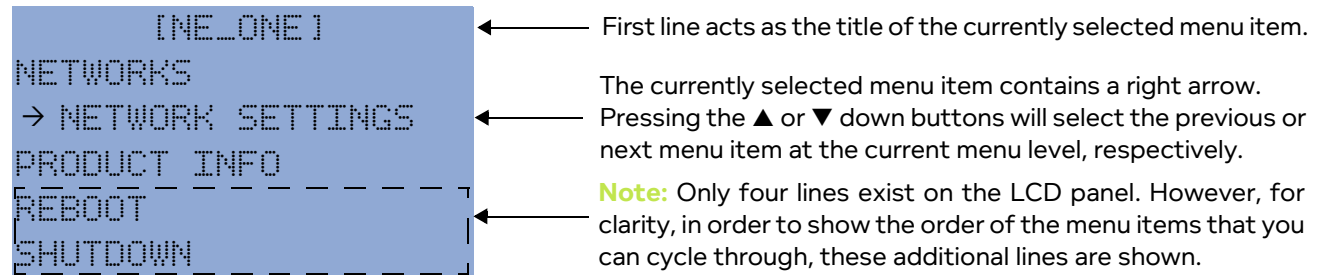 [NE_ONE]
NETWORKS
→ NETWORK SETTINGS
PRODUCT INFO
REBOOT
SHUTDOWN
First line acts as the title of the currently selected menu item.
The currently selected menu item contains a right arrow.
Pressing the ▲ or ▼ down buttons will select the previous or
next menu item at the current menu level, respectively.
Note: Only four lines exist on the LCD panel. However, for
clarity, in order to show the order of the menu items that you
can cycle through, these additional lines are shown.